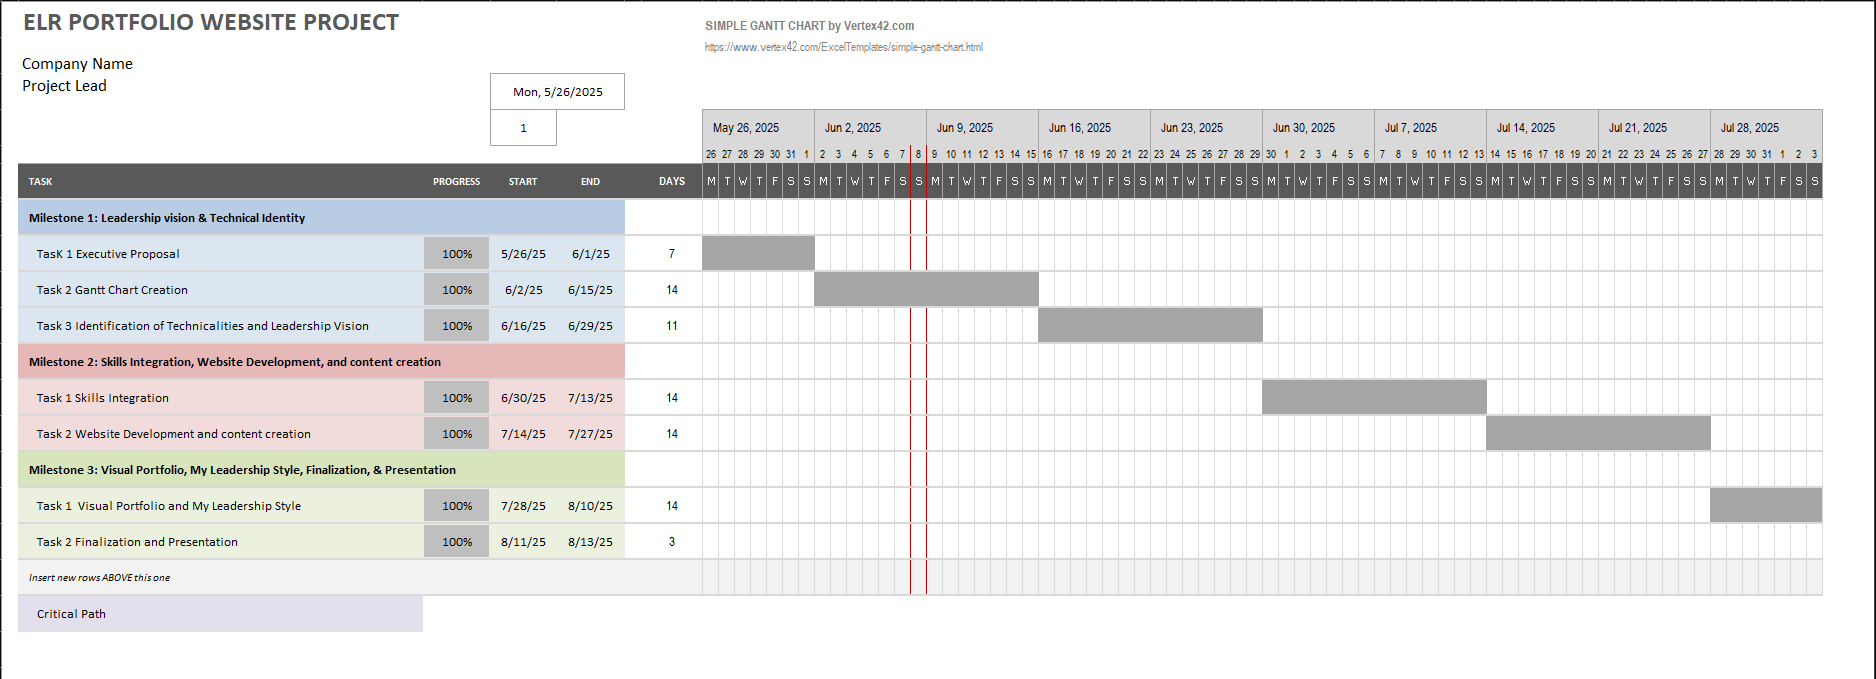 ELR PORTFOLIO WEBSITE PROJECT
SIMPLE GANTT CHART by Vertex42.com
https://www.vertex42.com/ExcelTemplates/simple-gantt-chart.html
Company Name
Project Lead
Mon, 5/26/2025
1
May 26, 2025 Jun 2, 2025 Jun 9, 2025 Jun 16, 2025 Jun 23, 2025 Jun 30, 2025 Jul 7, 2025 Jul 14, 2025 Jul 21, 2025 Jul 28, 2025
26 27 28 29 30 31 1 2 3 4 5 6 7 8 9 10 11 12 13 14 15 16 17 18 19 20 21 22 23 24 25 26 27 28 29 30 1 2 3 4 5 6 7 8 9 10 11 12 13 14 15 16 17 18 19 20 21 22 23 24 25 26 27 28 29 30 31 1 2 3
TASK PROGRESS START END DAYS M T W T F S S M T W T F S S M T W T F S S M T W T F S S M T W T F S S M T W T F S S M T W T F S S M T W T F S S M T W T F S S M T W T F S S
Milestone 1: Leadership vision & Technical Identity
TasK 1 Executive Proposal 100% 5/26/25 6/1/25 7
Task 2 Gantt Chart Creation 100% 6/2/25 6/15/25 14
Task 3 Identification of Technicalities and Leadership Vision 100% 6/16/25 6/29/25 11
Milestone 2: Skills Integration, Website Development, and content creation
Task 1 Skills Integration 100% 6/30/25 7/13/25 14
Task 2 Website Development and content creation 100% 7/14/25 7/27/25 14
Milestone 3: Visual Portfolio, My Leadership Style, Finalization, & Presentation
Task 1  Visual Portfolio and My Leadership Style 100% 7/28/25 8/10/25 14
Task 2 Finalization and Presentation 100% 8/11/25 8/13/25 3
Insert new rows ABOVE this one
Critical Path